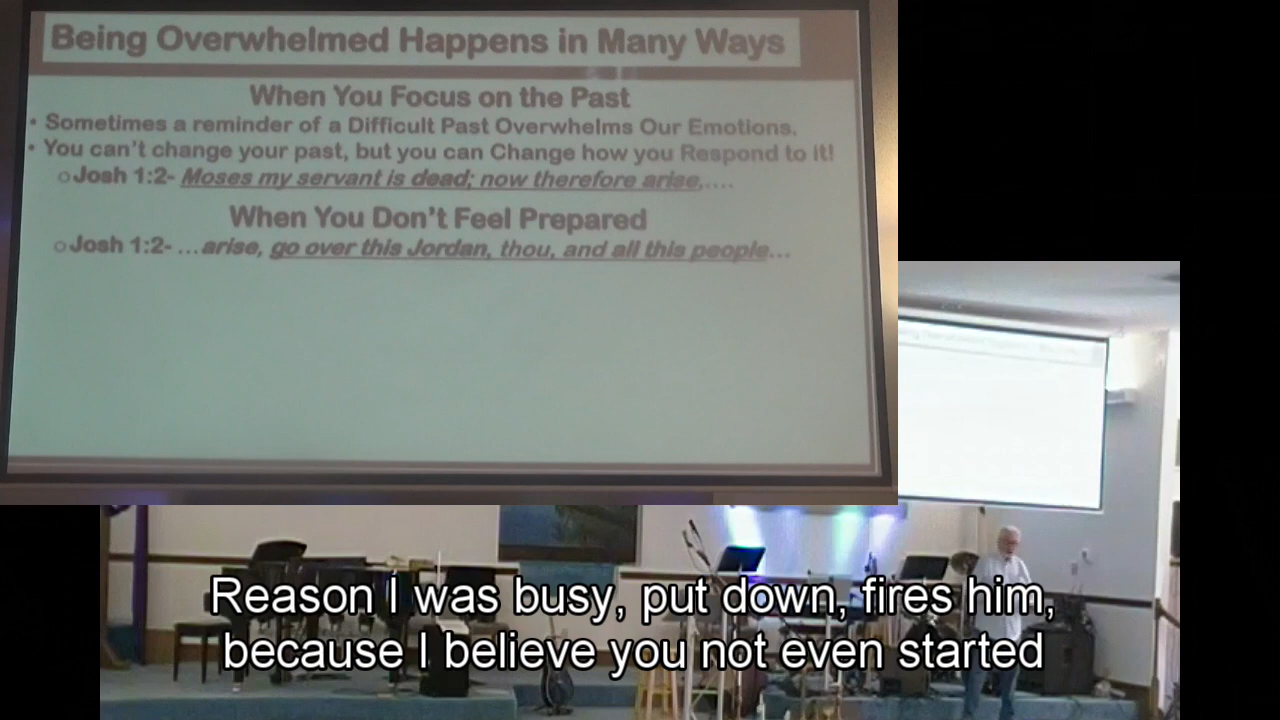 Being Overwhelmed Happens in Many Ways
When You Focus on the Past
• Sometimes a reminder of a Difficult Past Overwhelms Our Emotions.
• You can't change your past, but you can Change how you Respond to It!
○Josh 1:2- Moses my servant is dead; now therefore arise,....
When You Don't Feel Prepared
○Josh 1:2- ...arise, go over this Jordan, thou, and all this people...
Reason I was busy, put down, fires him,
because I believe you not even started